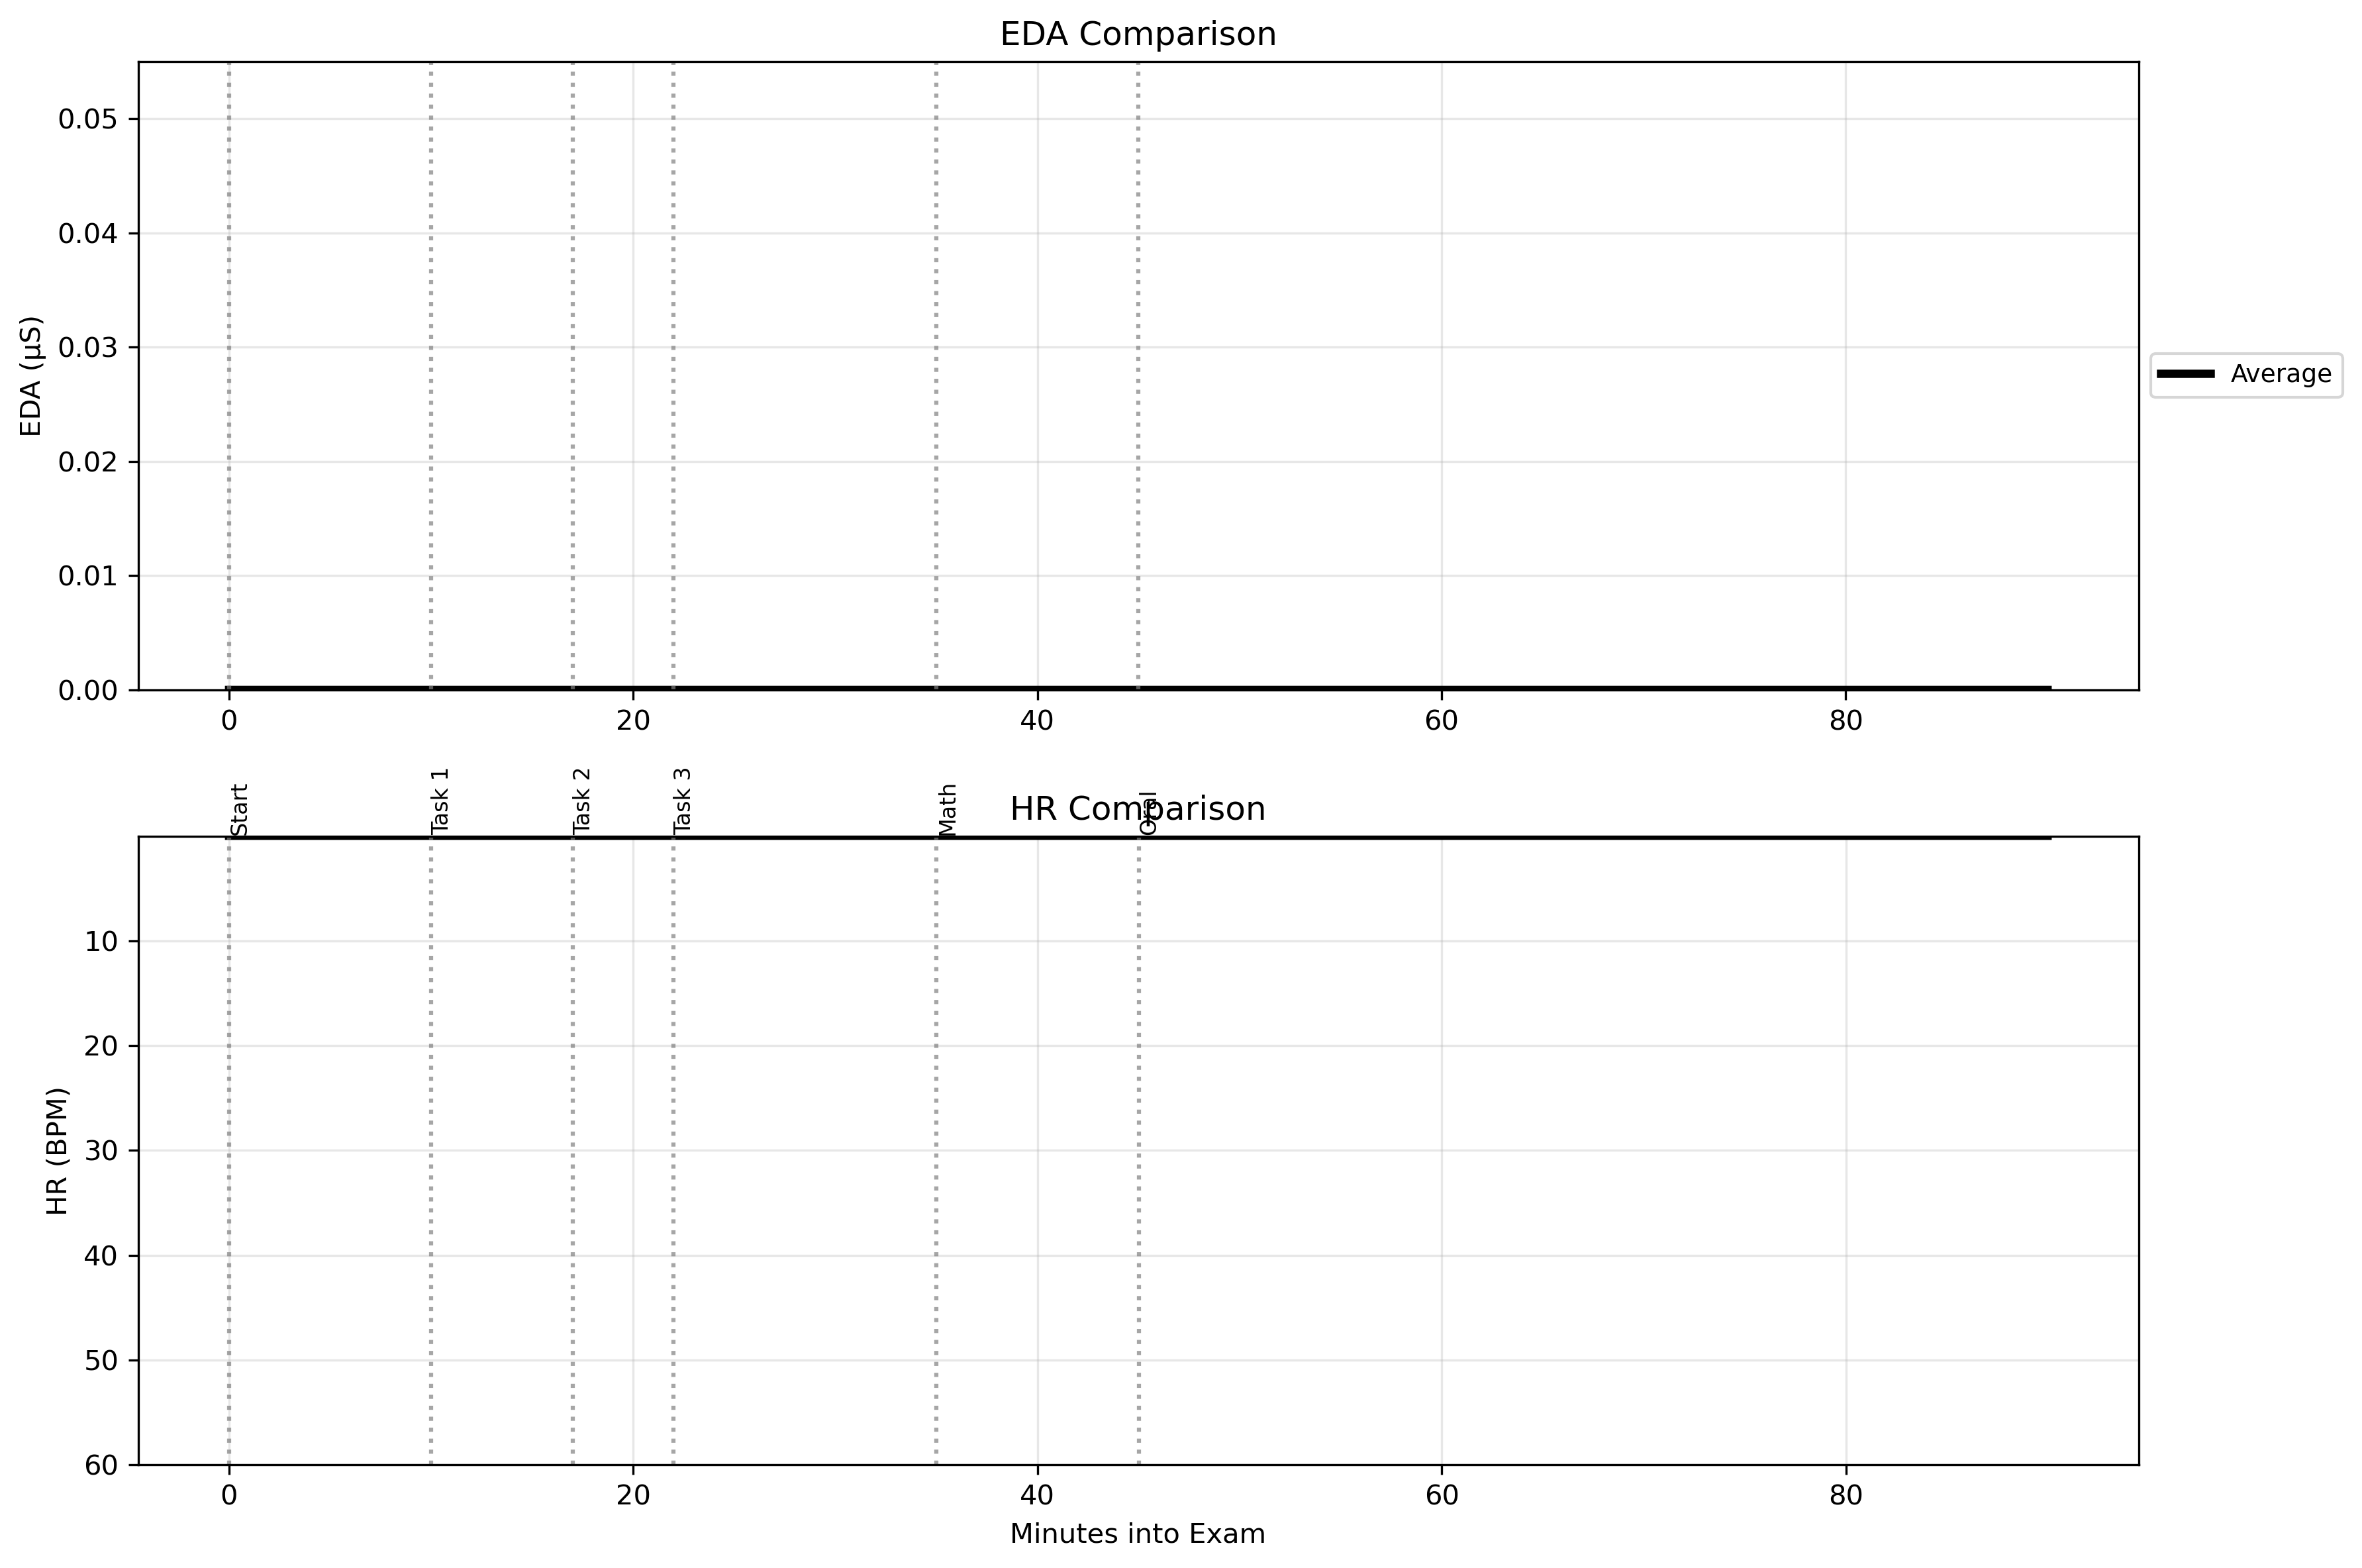 EDA Comparison
EDA (µS)
0.05
0.04
0.03
0.02
0.01
0.00
0
20
40
60
80
Average
Start
Task 1
Task 2
Task 3
Math
Oral
HR Comparison
HR (BPM)
10
20
30
40
50
60
0
20
40
60
80
Minutes into Exam